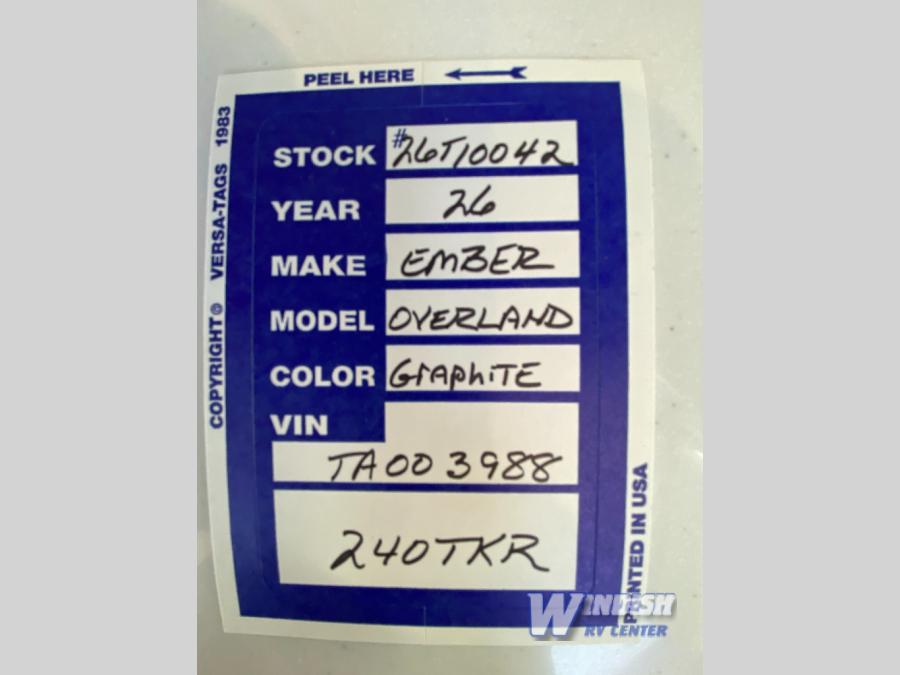 PEEL HERE
COPYRIGHT © VERSA-TAGS 1983
STOCK #26T10042
YEAR 26
MAKE EMBER
MODEL OVERLAND
COLOR GrAphiTE
VIN
TA003988
240TKR
PRINTED IN USA
WINDISH
RV CENTER